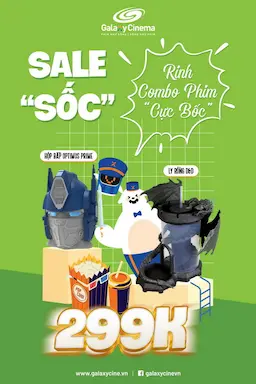 Galaxy Cinema
SALE
"SỐC"
Rinh
Combo Phim
"Cực Bốc"
HỘP BẮP OPTIMUS PRIME
LY RỒNG DRD
299K
www.galaxycine.vn
galaxycinevn